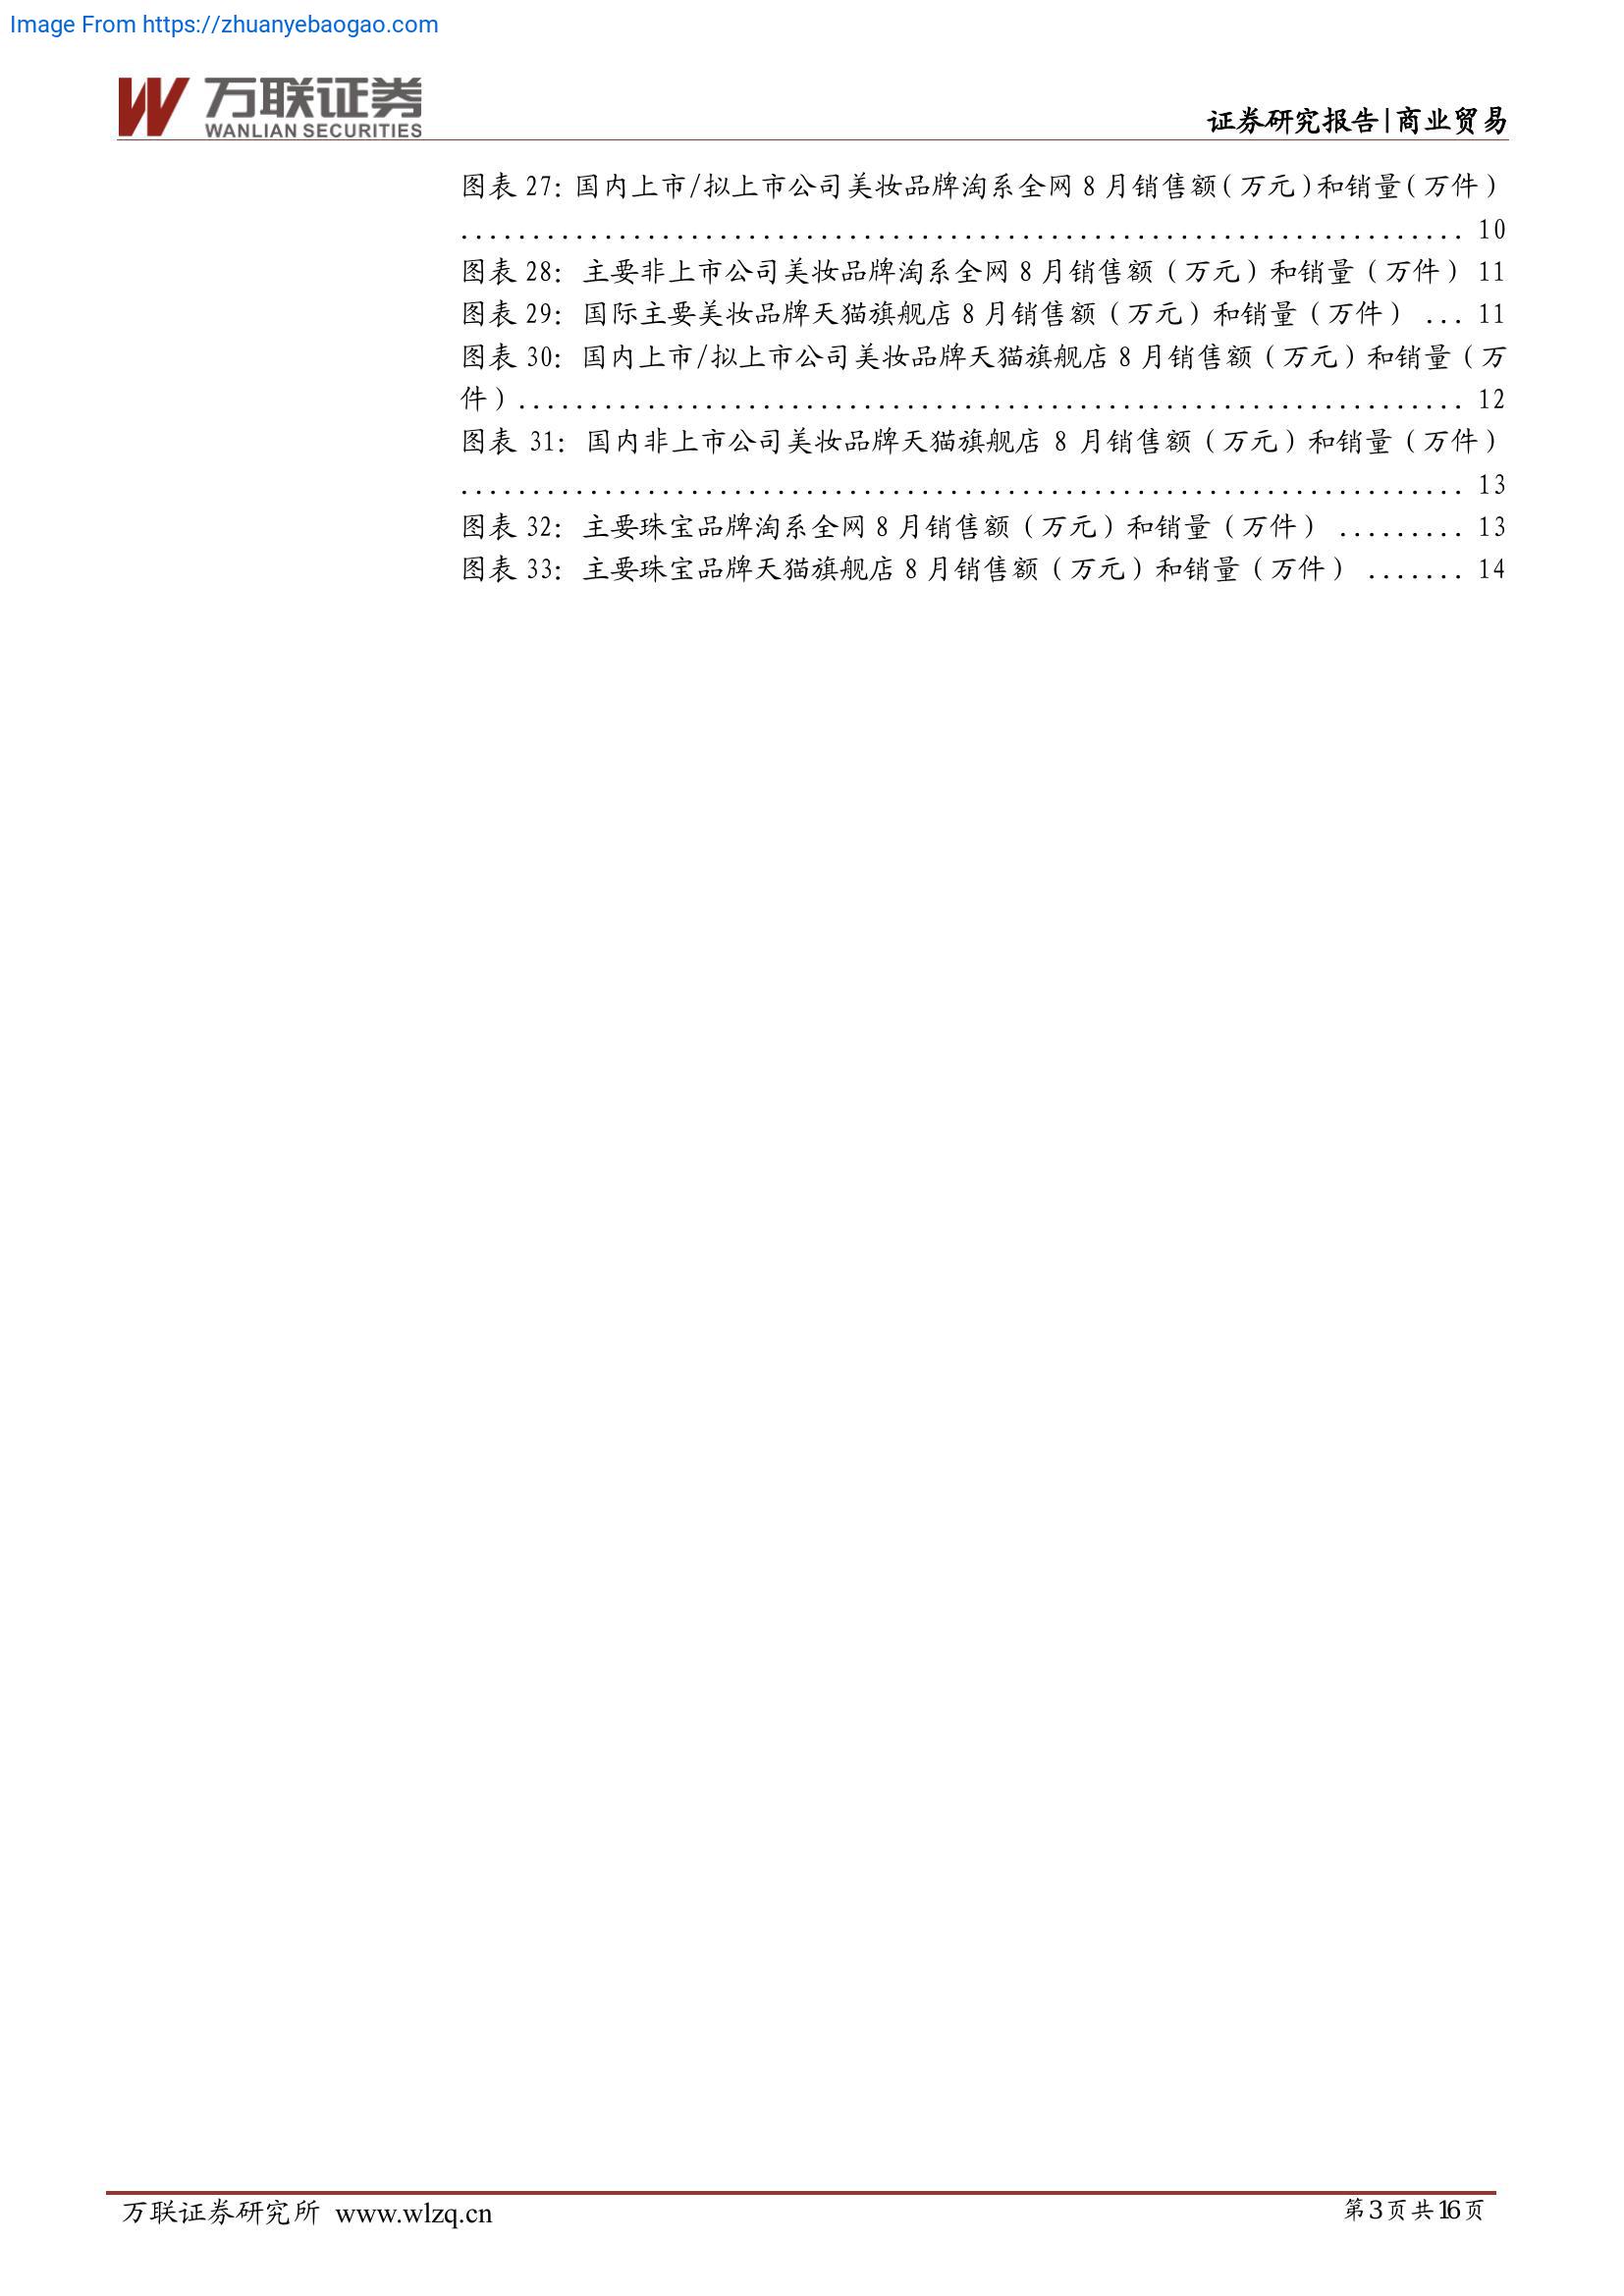 Image From https://zhuanyebaogao.com
万联证券
WANLIAN SECURITIES
证券研究报告|商业贸易
图表 27: 国内上市/拟上市公司美妆品牌淘系全网 8 月销售额(万元)和销量(万件)
...................................................................... 10
图表 28: 主要非上市公司美妆品牌淘系全网 8 月销售额(万元)和销量(万件) 11
图表 29: 国际主要美妆品牌天猫旗舰店 8 月销售额(万元)和销量(万件) ... 11
图表 30: 国内上市/拟上市公司美妆品牌天猫旗舰店 8 月销售额(万元)和销量(万
件).................................................................. 12
图表 31: 国内非上市公司美妆品牌天猫旗舰店 8 月销售额(万元)和销量(万件)
...................................................................... 13
图表 32: 主要珠宝品牌淘系全网 8 月销售额(万元)和销量(万件) ......... 13
图表 33: 主要珠宝品牌天猫旗舰店 8 月销售额(万元)和销量(万件) ....... 14
万联证券研究所 www.wlzq.cn
第3页共16页